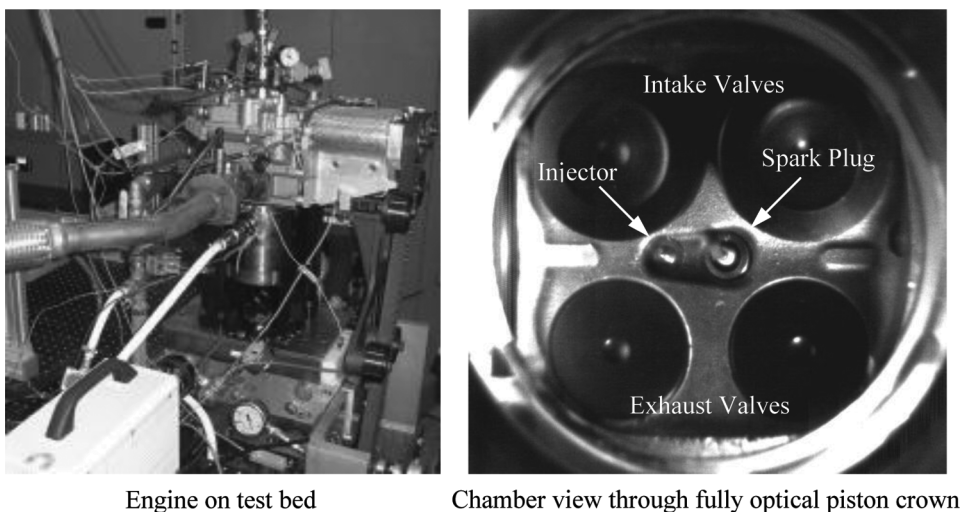 Intake Valves
Spark Plug
Injector
Exhaust Valves
Engine on test bed
Chamber view through fully optical piston crown